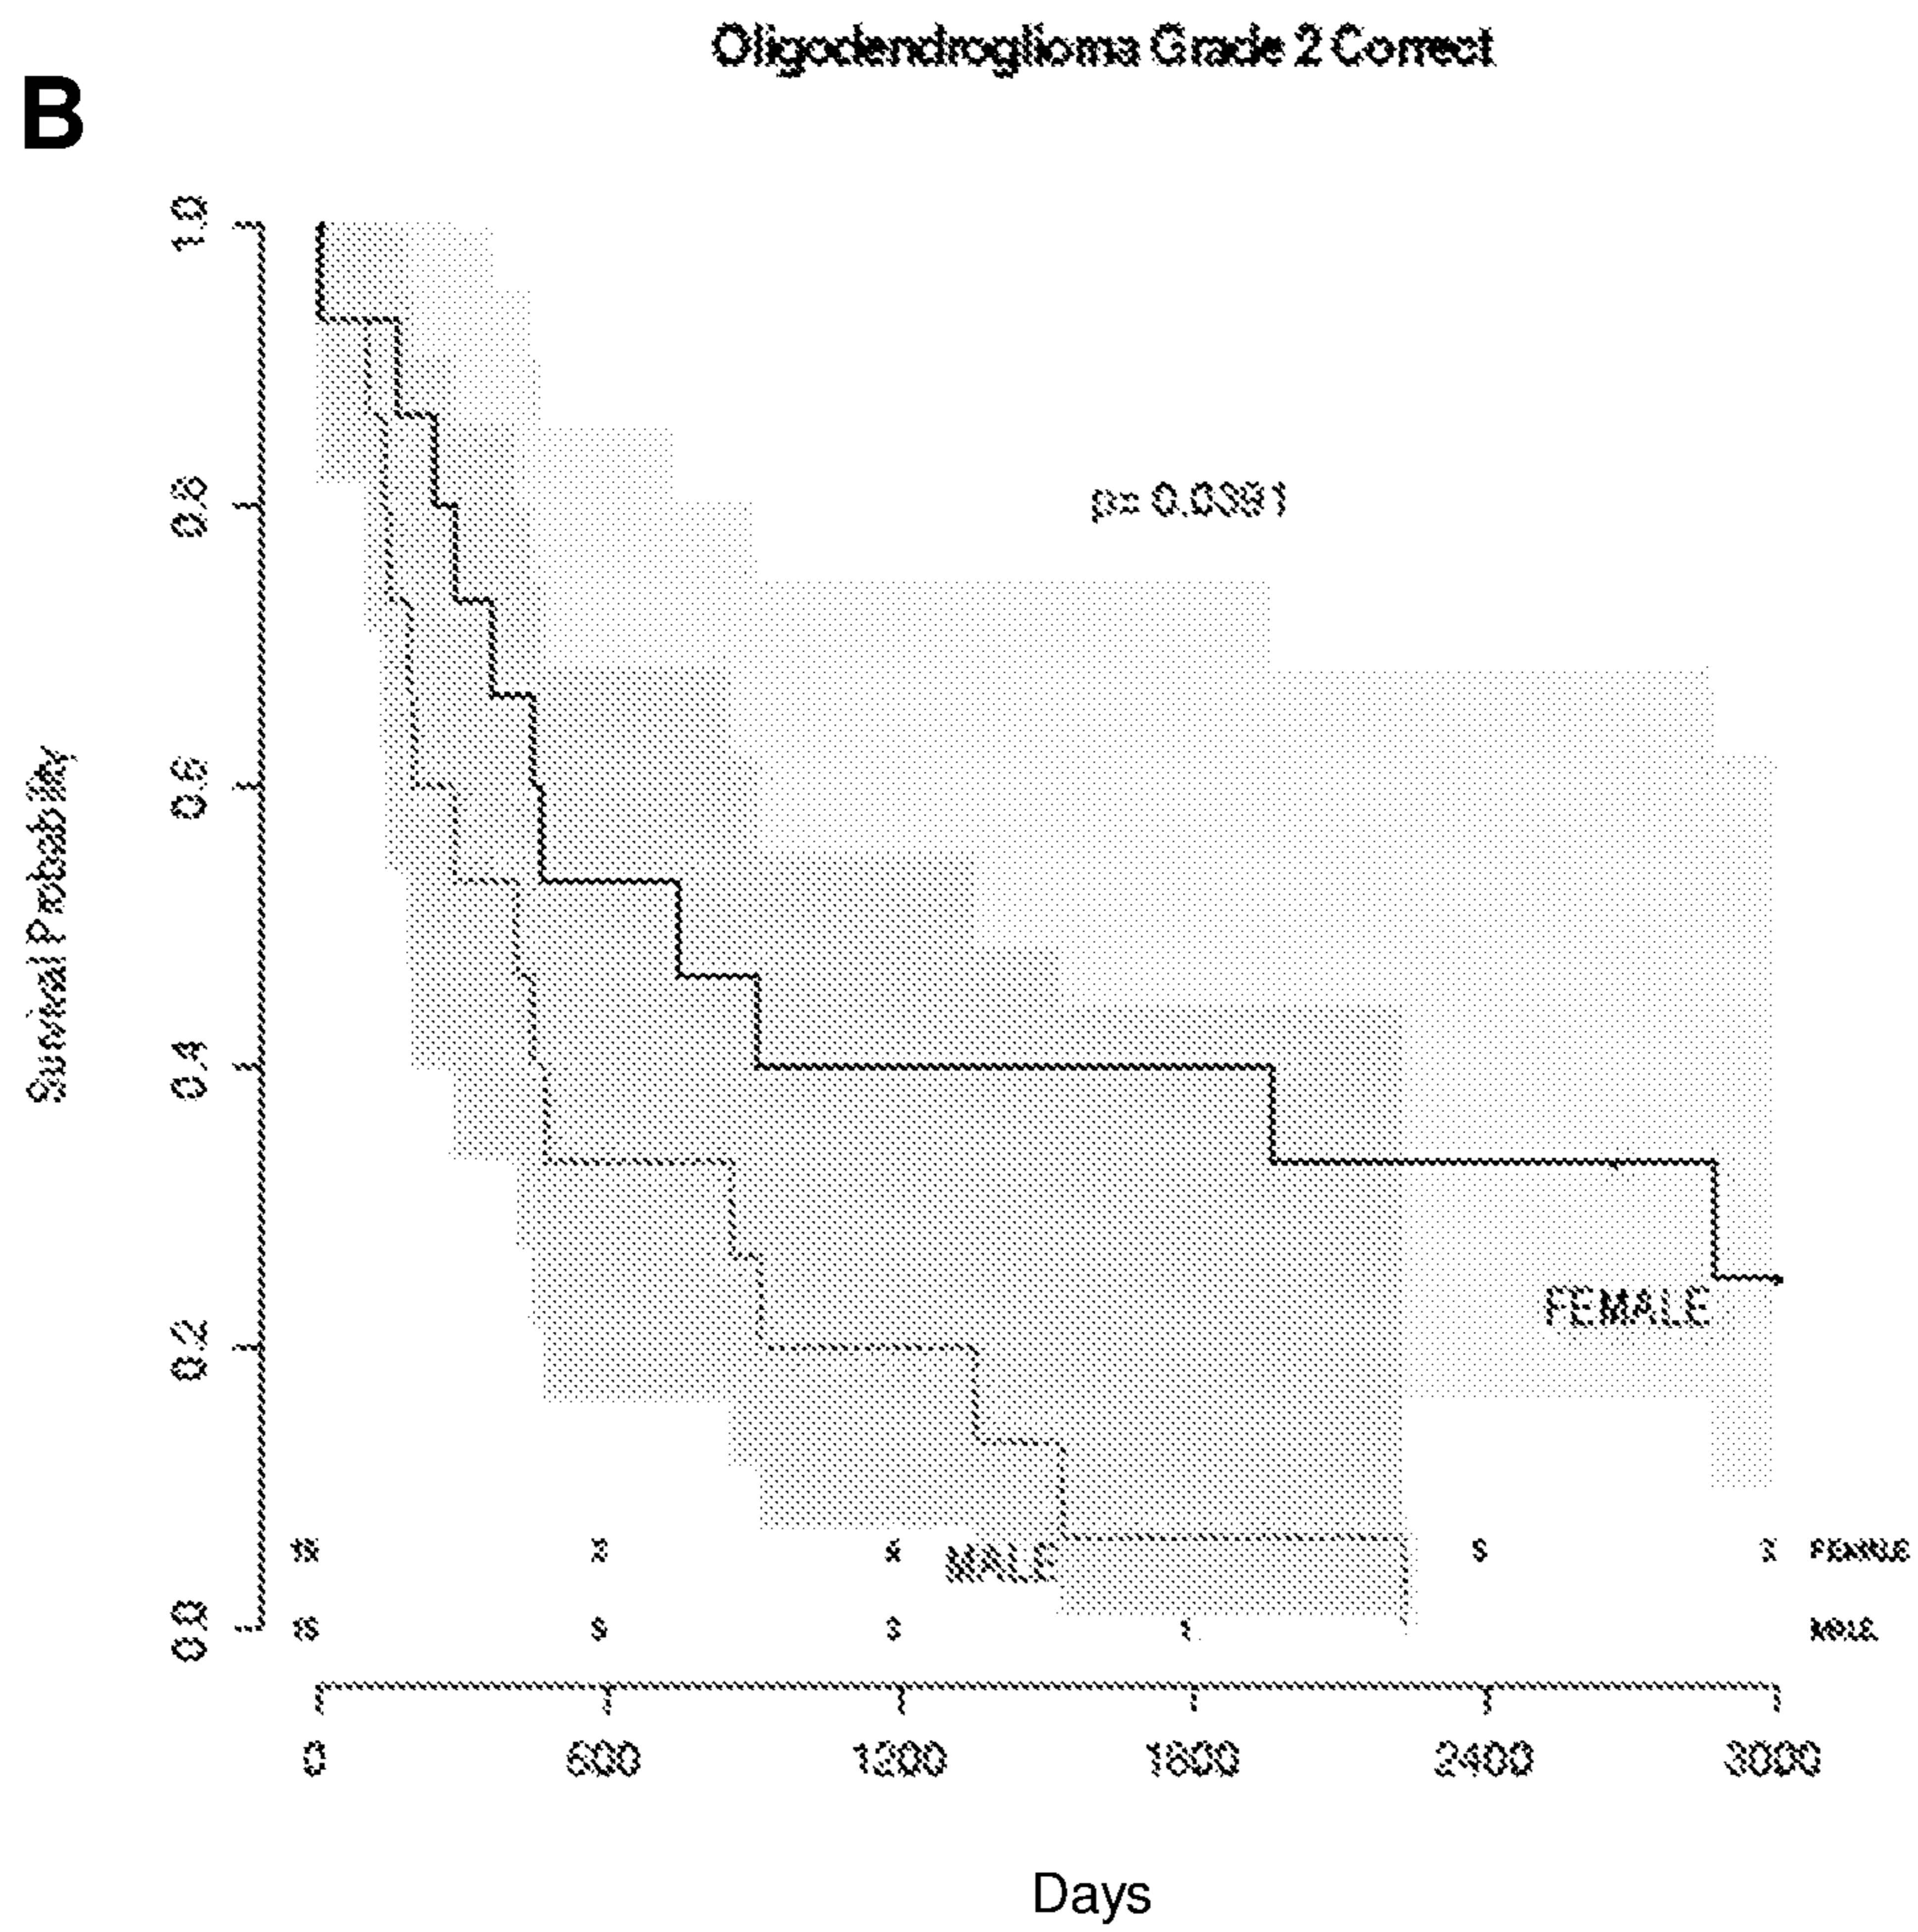 Oligodendroglioma Grade 2 Correct
B
1.0
0.8
p= 0.0391
0.6
Survival Probability
0.4
FEMALE
0.2
MALE
FEMALE
0.0
MALE
0 600 1200 1800 2400 3000
Days